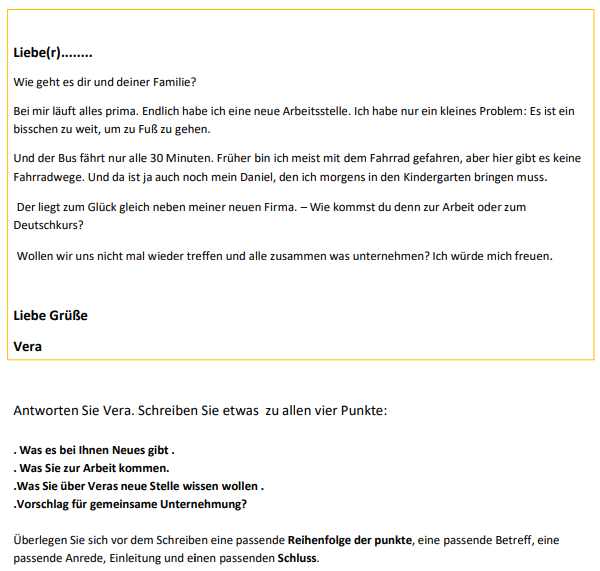 Liebe(r)........
Wie geht es dir und deiner Familie?
Bei mir läuft alles prima. Endlich habe ich eine neue Arbeitsstelle. Ich habe nur ein kleines Problem: Es ist ein
bisschen zu weit, um zu Fuß zu gehen.
Und der Bus fährt nur alle 30 Minuten. Früher bin ich meist mit dem Fahrrad gefahren, aber hier gibt es keine
Fahrradwege. Und da ist ja auch noch mein Daniel, den ich morgens in den Kindergarten bringen muss.
Der liegt zum Glück gleich neben meiner neuen Firma. – Wie kommst du denn zur Arbeit oder zum
Deutschkurs?
Wollen wir uns nicht mal wieder treffen und alle zusammen was unternehmen? Ich würde mich freuen.
Liebe Grüße
Vera
Antworten Sie Vera. Schreiben Sie etwas zu allen vier Punkte:
. Was es bei Ihnen Neues gibt .
. Was Sie zur Arbeit kommen.
.Was Sie über Veras neue Stelle wissen wollen .
.Vorschlag für gemeinsame Unternehmung?
Überlegen Sie sich vor dem Schreiben eine passende Reihenfolge der punkte, eine passende Betreff, eine
passende Anrede, Einleitung und einen passenden Schluss.